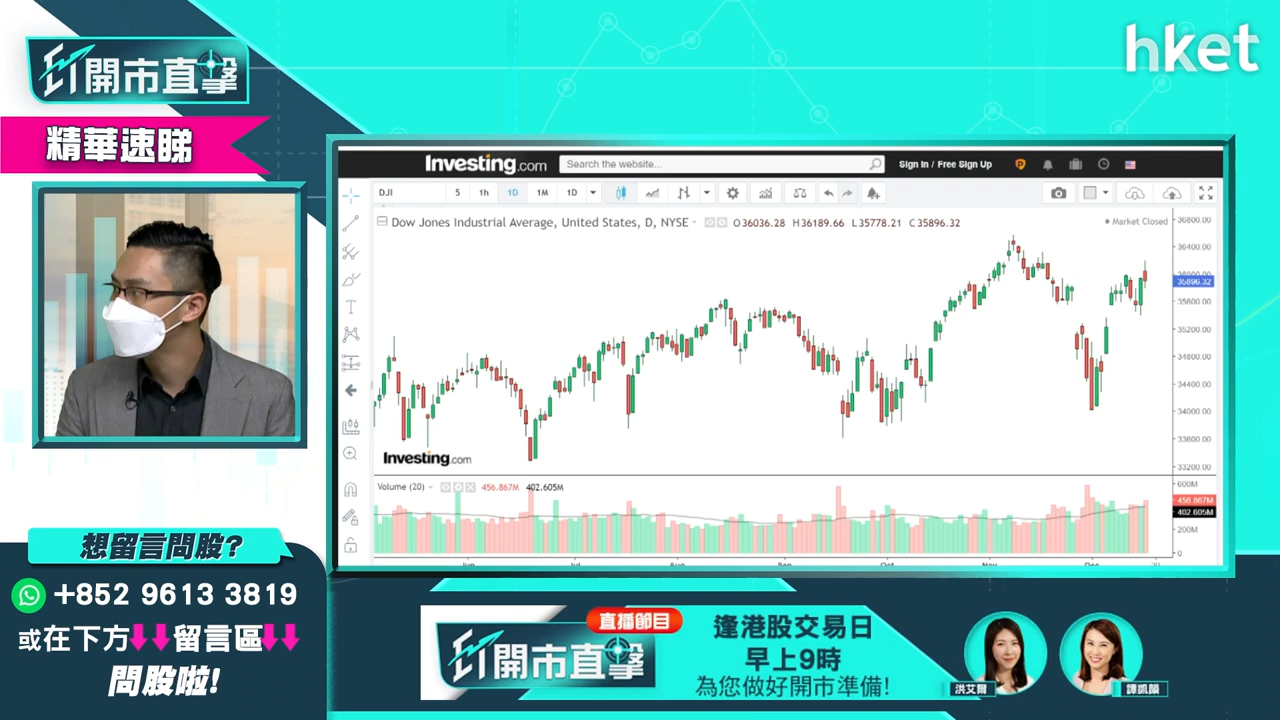 hket
ET開市直擊
精華速睇
Investing.com
Search the website...
Sign In / Free Sign Up
DJI
5
1h
1D
1M
1D
Dow Jones Industrial Average, United States, D, NYSE
O36036.28 H36189.66 L35778.21 C35896.32
Market Closed
36800.00
36400.00
36000.00
35896.32
35600.00
35200.00
34800.00
34400.00
34000.00
33600.00
33200.00
Investing.com
Volume (20)
456.867M
402.605M
600M
456.867M
402.605M
200M
0
Jun
Jul
Aug
Sep
Oct
Nov
Dec
20
想留言問股?
+852 9613 3819
或在下方留言區
問股啦!
直播節目
ET開市直擊
逢港股交易日
早上9時
為您做好開市準備!
洪艾爾
譚凱韻